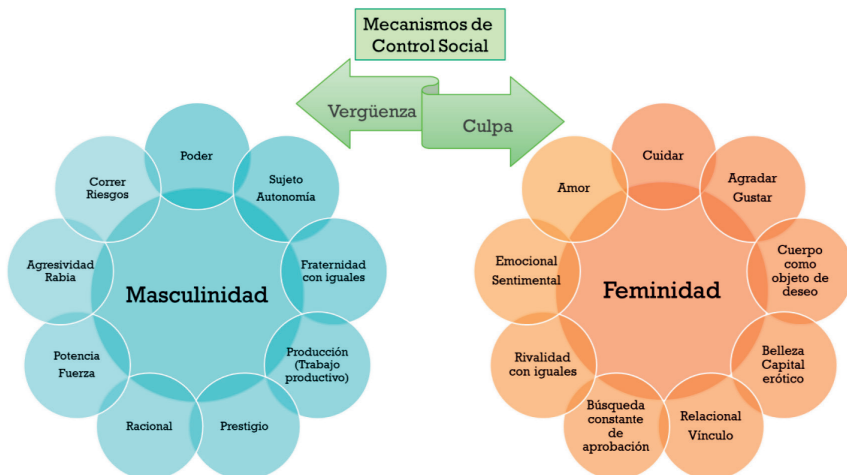 Mecanismos de
Control Social
Vergüenza
Culpa
Masculinidad
Poder
Sujeto
Autonomía
Fraternidad
con iguales
Producción
(Trabajo
productivo)
Prestigio
Racional
Potencia
Fuerza
Agresividad
Rabia
Correr
Riesgos
Feminidad
Cuidar
Agradar
Gustar
Cuerpo
como
objeto de
deseo
Belleza
Capital
erótico
Relacional
Vínculo
Búsqueda
constante
de
aprobación
Rivalidad
con iguales
Emocional
Sentimental
Amor